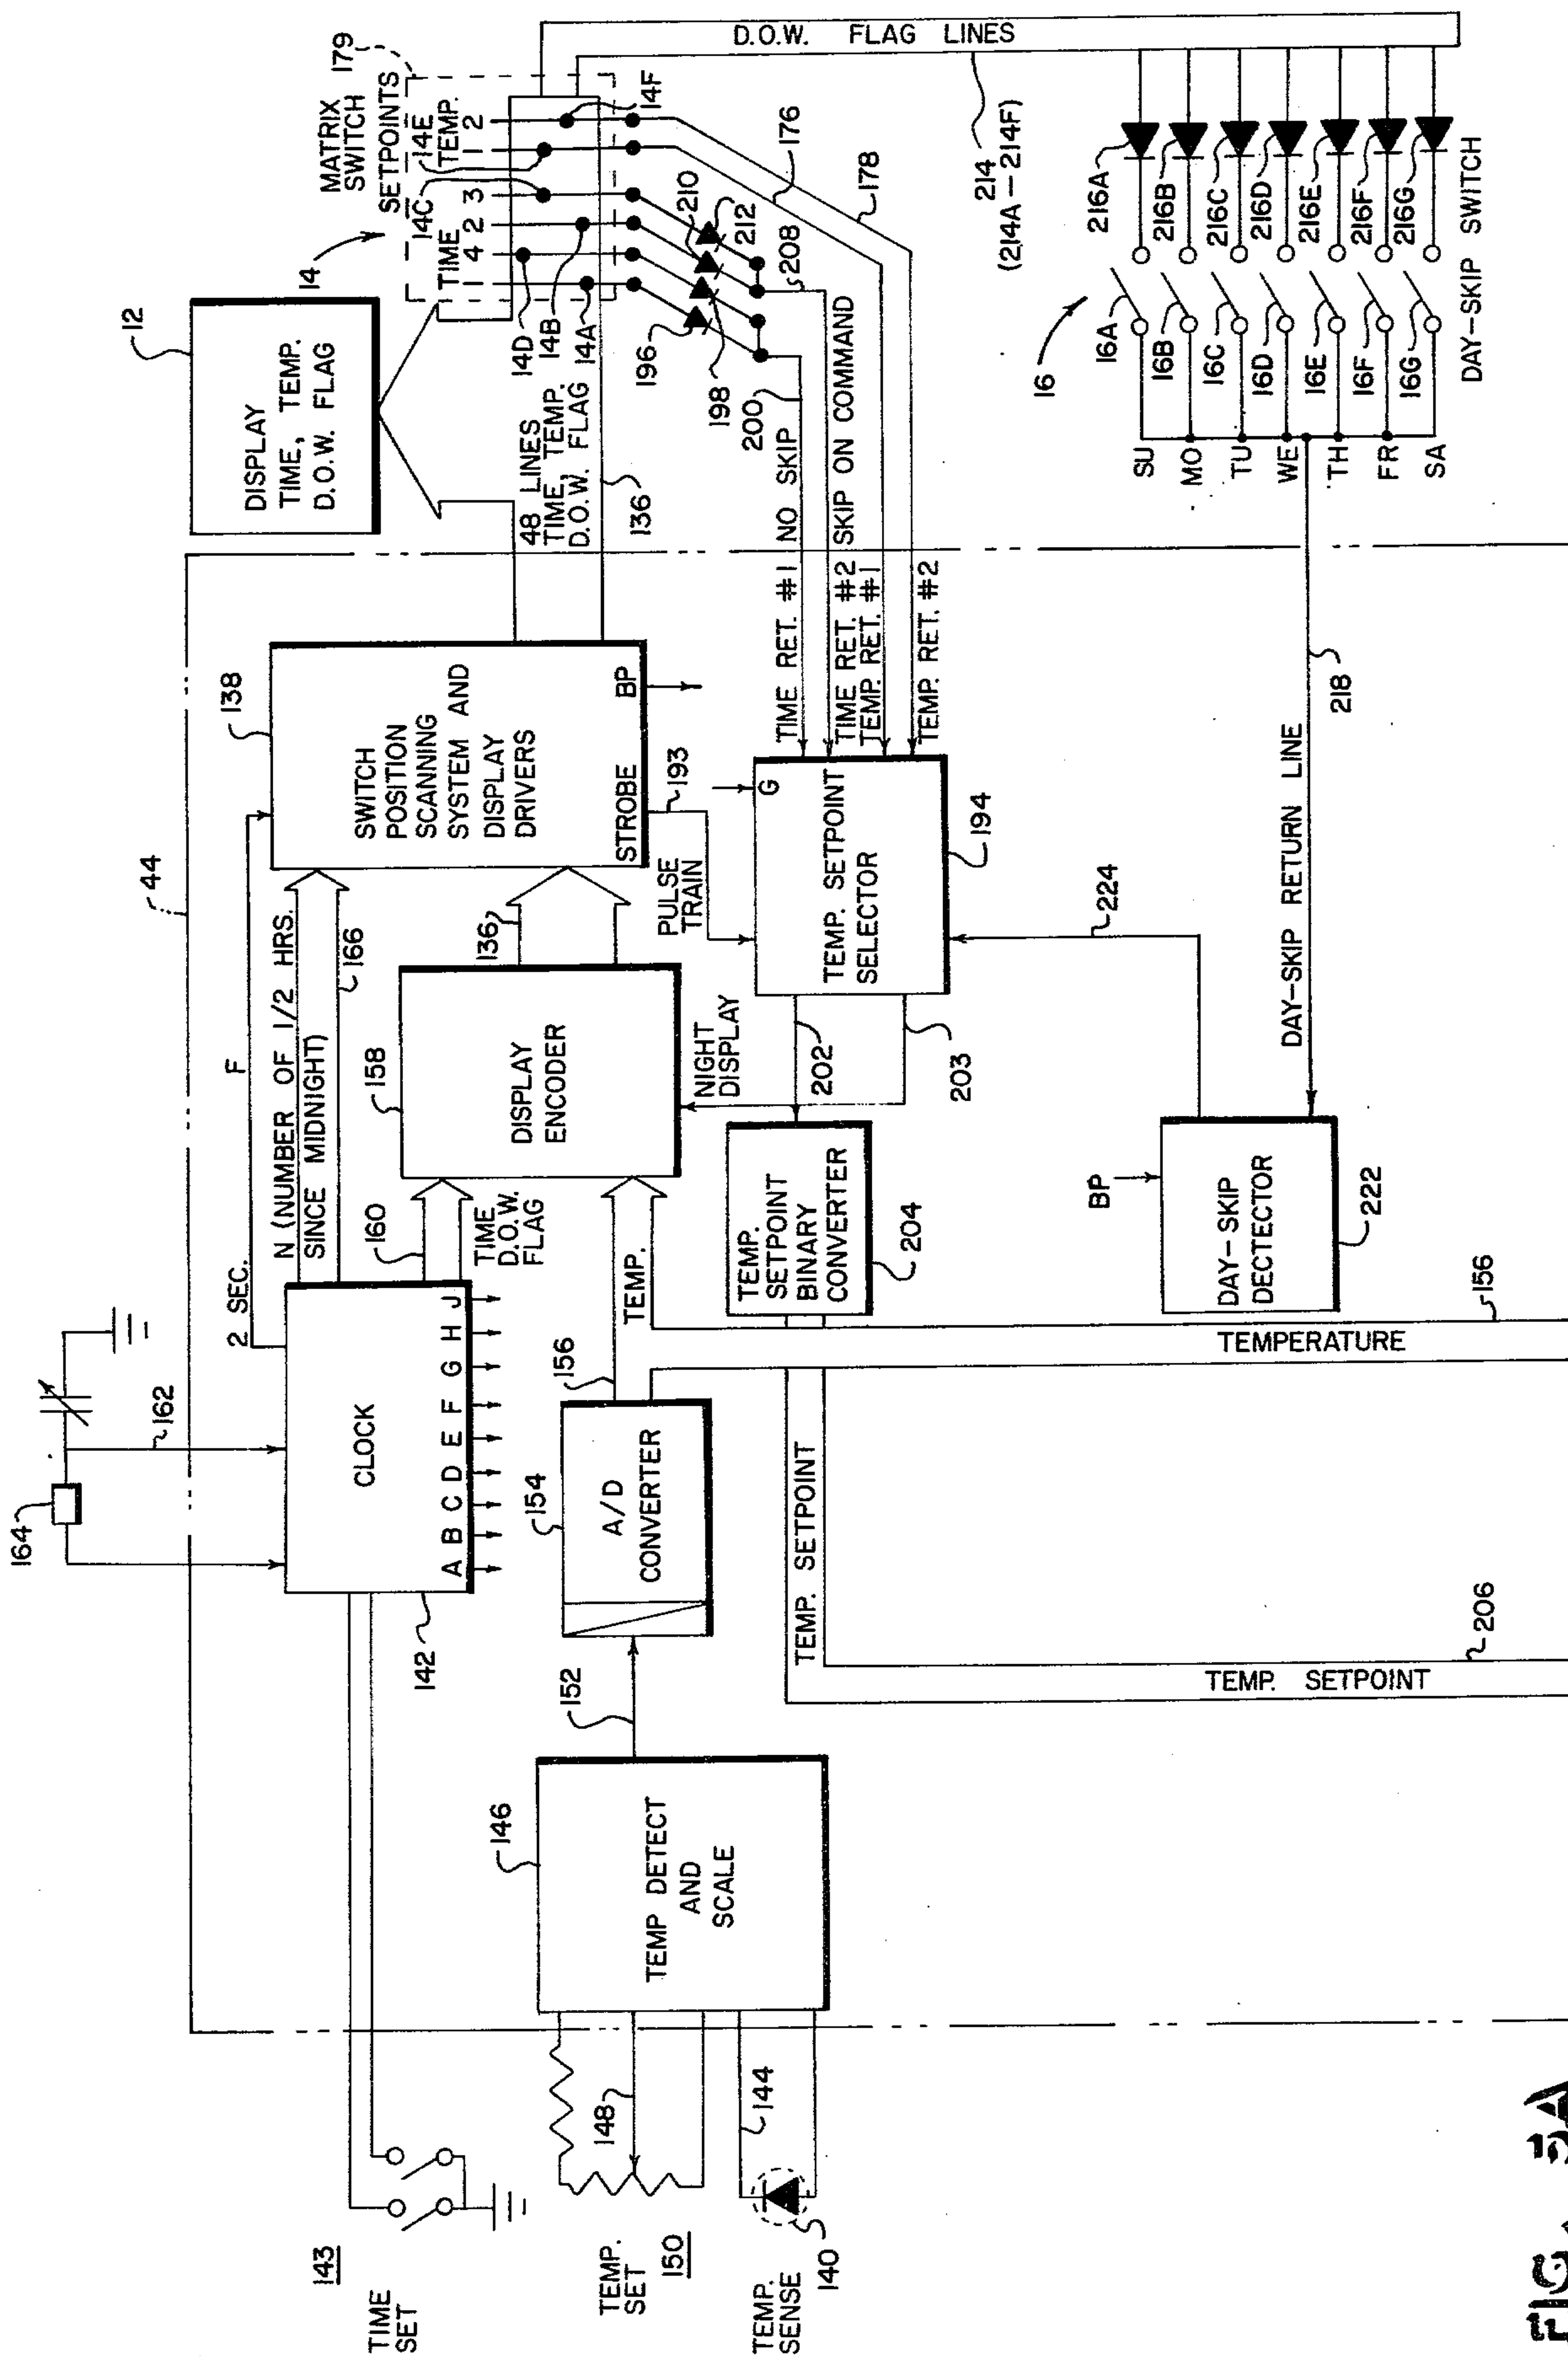 12
DISPLAY
TIME, TEMP.
D.O.W. FLAG
MATRIX
SWITCH
179
SETPOINTS
14
14C
14E
TIME
TEMP.
1
4
2
3
1
2
14D
14B
14A
14F
48 LINES
TIME, TEMP.
D.O.W. FLAG
136
196
198
210
212
200
208
176
178
TIME RET. #1 NO SKIP
TIME RET. #2 SKIP ON COMMAND
TEMP. RET. #1
TEMP. RET. #2
D.O.W. FLAG LINES
214
(214A-214F)
44
138
SWITCH
POSITION
SCANNING
SYSTEM AND
DISPLAY
DRIVERS
STROBE
BP
193
PULSE
TRAIN
F
2 SEC.
N (NUMBER OF 1/2 HRS.
SINCE MIDNIGHT)
166
164
162
CLOCK
A B C D E F G H J
142
160
TIME
D.O.W.
FLAG
158
DISPLAY
ENCODER
136
NIGHT
DISPLAY
G
TEMP. SETPOINT
SELECTOR
194
202
203
224
TEMP.
SETPOINT
BINARY
CONVERTER
204
TEMP.
156
154
A/D
CONVERTER
152
146
TEMP DETECT
AND
SCALE
148
144
143
TIME
SET
TEMP.
SET
150
TEMP.
SENSE
140
TEMP. SETPOINT
TEMP. SETPOINT
206
TEMPERATURE
156
BP
DAY-SKIP
DECTECTOR
222
DAY-SKIP RETURN LINE
218
16
SU
16A
216A
MO
16B
216B
TU
16C
216C
WE
16D
216D
TH
16E
216E
FR
16F
216F
SA
16G
216G
DAY-SKIP SWITCH